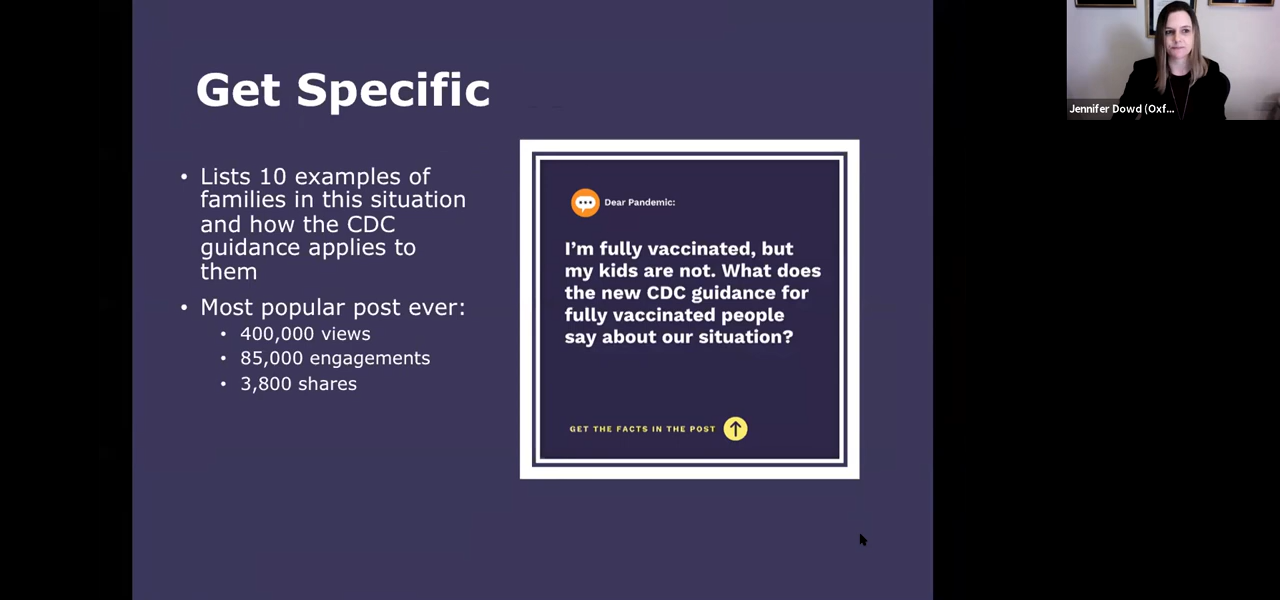 Get Specific
• Lists 10 examples of
families in this situation
and how the CDC
guidance applies to
them
• Most popular post ever:
• 400,000 views
• 85,000 engagements
• 3,800 shares
Dear Pandemic:
I’m fully vaccinated, but
my kids are not. What does
the new CDC guidance for
fully vaccinated people
say about our situation?
GET THE FACTS IN THE POST
Jennifer Dowd (Oxf...